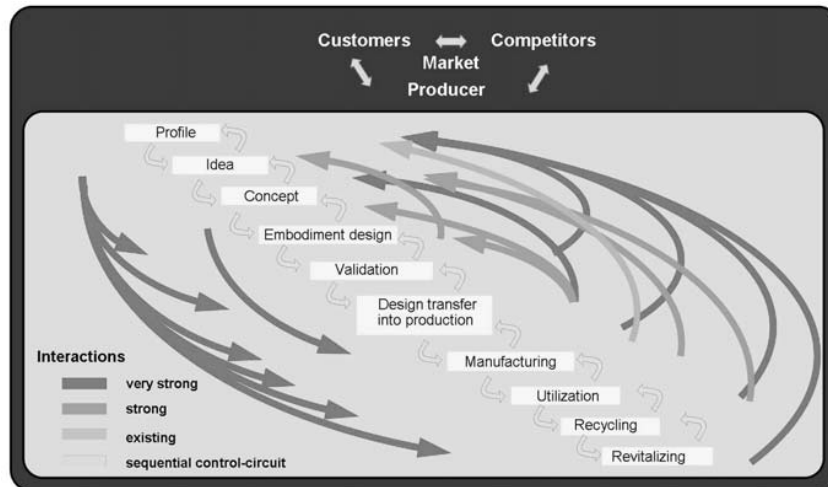 Customers
Competitors
Market
Producer
Profile
Idea
Concept
Embodiment design
Validation
Design transfer
into production
Manufacturing
Utilization
Recycling
Revitalizing
Interactions
very strong
strong
existing
sequential control-circuit